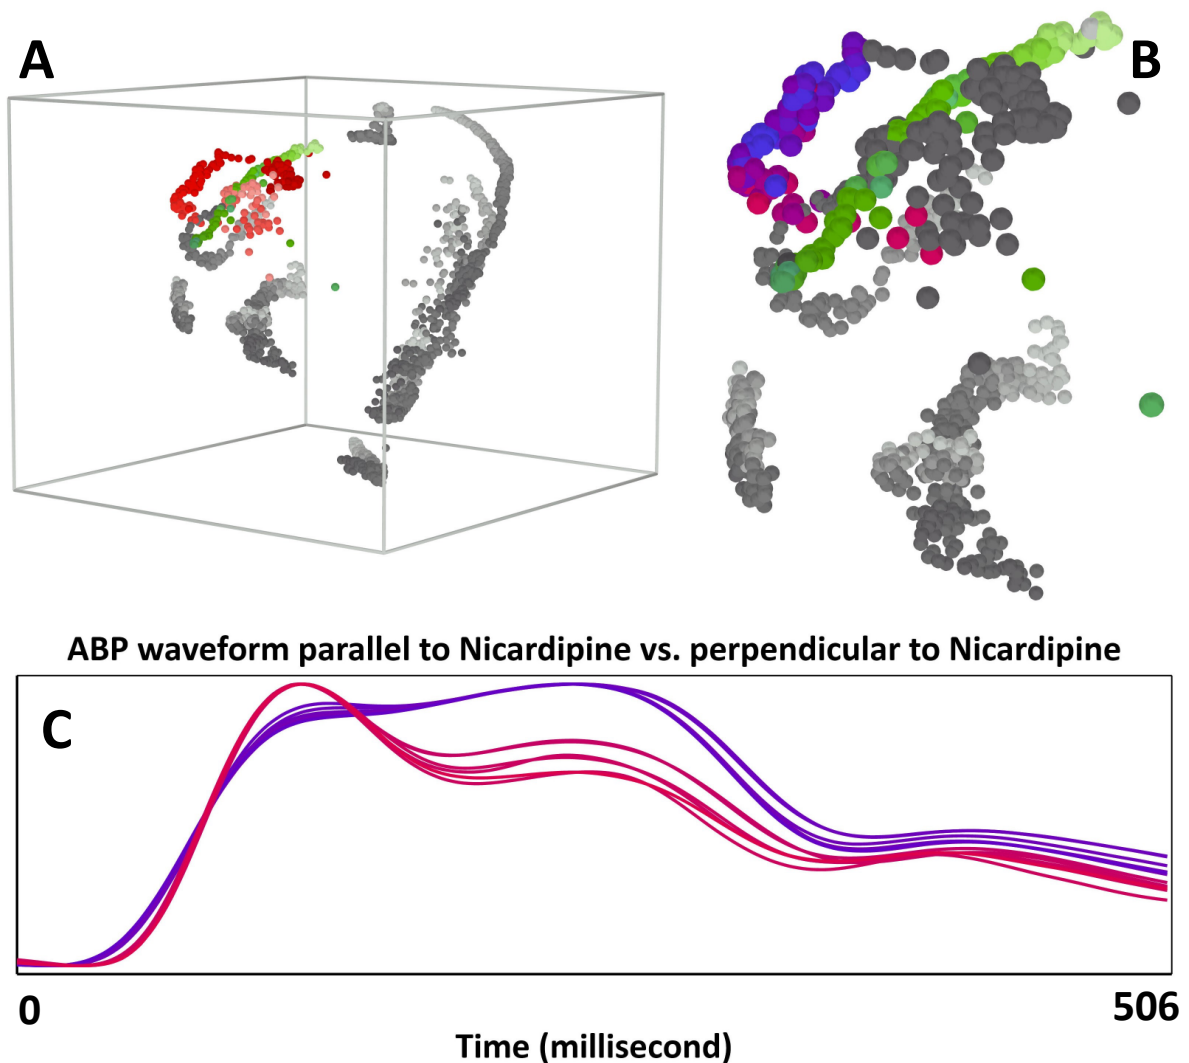 A
B
ABP waveform parallel to Nicardipine vs. perpendicular to Nicardipine
C
0
506
Time (millisecond)